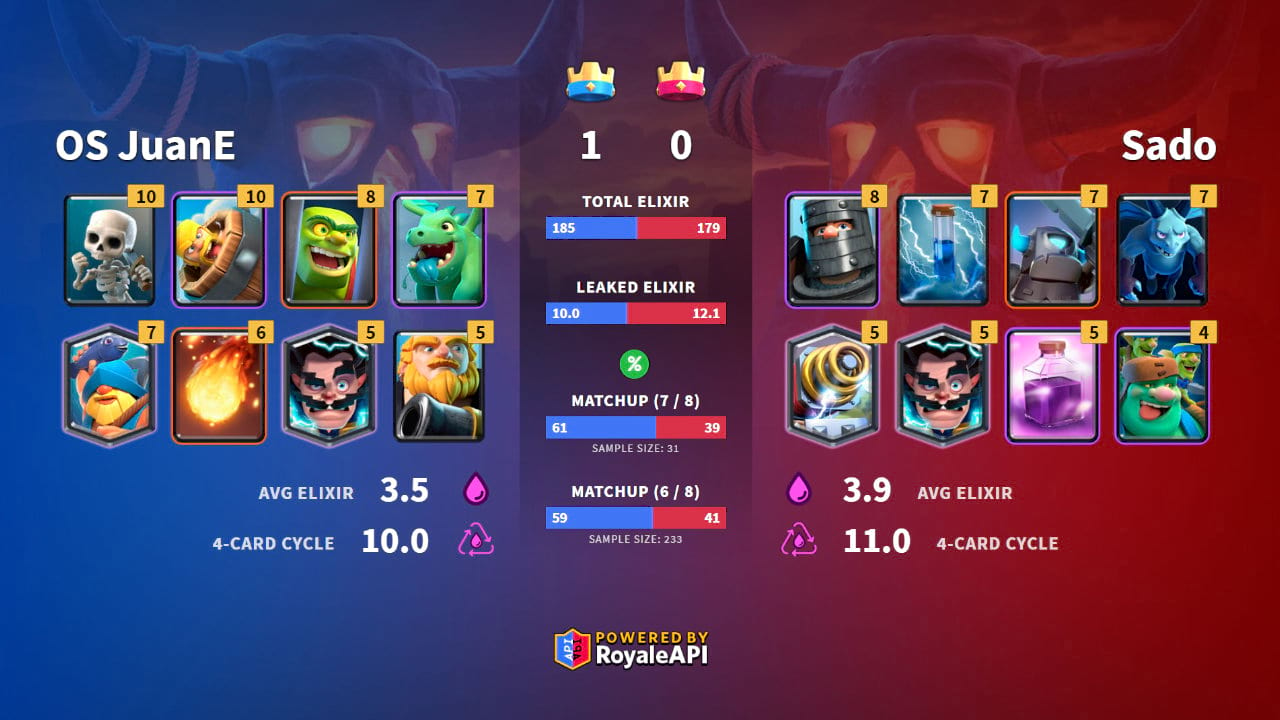 OS JuanE
10 10 8 7
7 6 5 5
AVG ELIXIR 3.5
4-CARD CYCLE 10.0
1 0
TOTAL ELIXIR
185 179
LEAKED ELIXIR
10.0 12.1
%
MATCHUP (7 / 8)
61 39
SAMPLE SIZE: 31
MATCHUP (6 / 8)
59 41
SAMPLE SIZE: 233
Sado
8 7 7 7
5 5 5 4
3.9 AVG ELIXIR
11.0 4-CARD CYCLE
API API
POWERED BY
RoyaleAPI